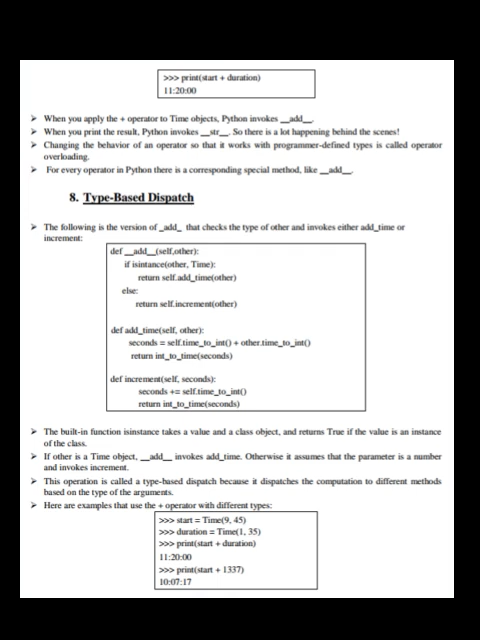 >>> print(start + duration)
11:20:00
➢ When you apply the + operator to Time objects, Python invokes __add__.
➢ When you print the result, Python invokes __str__. So there is a lot happening behind the scenes!
➢ Changing the behavior of an operator so that it works with programmer-defined types is called operator
overloading.
➢ For every operator in Python there is a corresponding special method, like __add__.
8. Type-Based Dispatch
➢ The following is the version of _add_ that checks the type of other and invokes either add_time or
increment:
def __add__(self,other):
if isintance(other, Time):
return self.add_time(other)
else:
return self.increment(other)
def add_time(self, other):
seconds = self.time_to_int() + other.time_to_int()
return int_to_time(seconds)
def increment(self, seconds):
seconds += self.time_to_int()
return int_to_time(seconds)
➢ The built-in function isinstance takes a value and a class object, and returns True if the value is an instance
of the class.
➢ If other is a Time object, __add__ invokes add_time. Otherwise it assumes that the parameter is a number
and invokes increment.
➢ This operation is called a type-based dispatch because it dispatches the computation to different methods
based on the type of the arguments.
➢ Here are examples that use the + operator with different types:
>>> start = Time(9, 45)
>>> duration = Time(1, 35)
>>> print(start + duration)
11:20:00
>>> print(start + 1337)
10:07:17